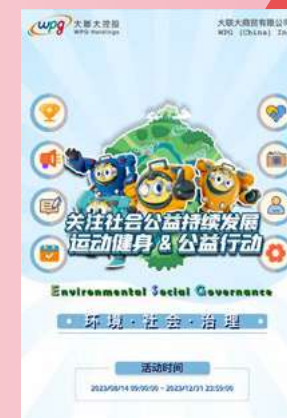 wpg 大联大控股
WPG Holdings
大联大商贸有限公司
WPG (China) In
关注社会公益持续发展
运动健身 & 公益行动
Environmental Social Governance
环境·社会·治理
活动时间
2023/08/14 09:00:00 - 2023/12/31 23:59:00